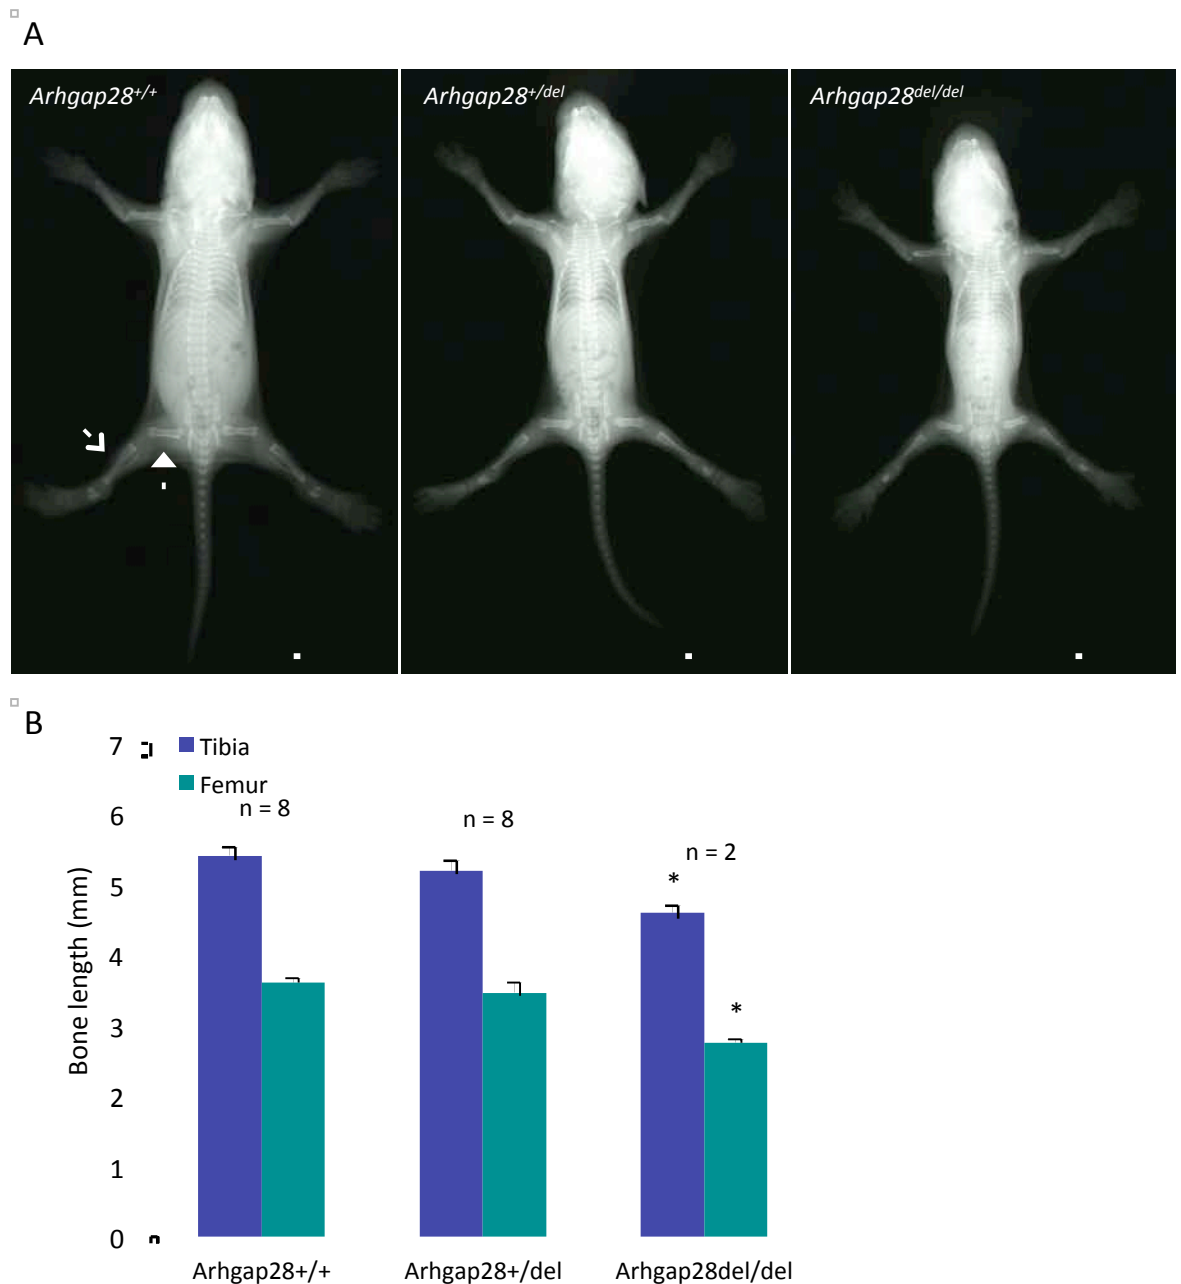 A
Arhgap28+/+
Arhgap28+/del
Arhgap28del/del
B
7
6
5
4
3
2
1
0
Bone length (mm)
Tibia
Femur
n = 8
n = 8
n = 2
*
*
Arhgap28+/+
Arhgap28+/del
Arhgap28del/del